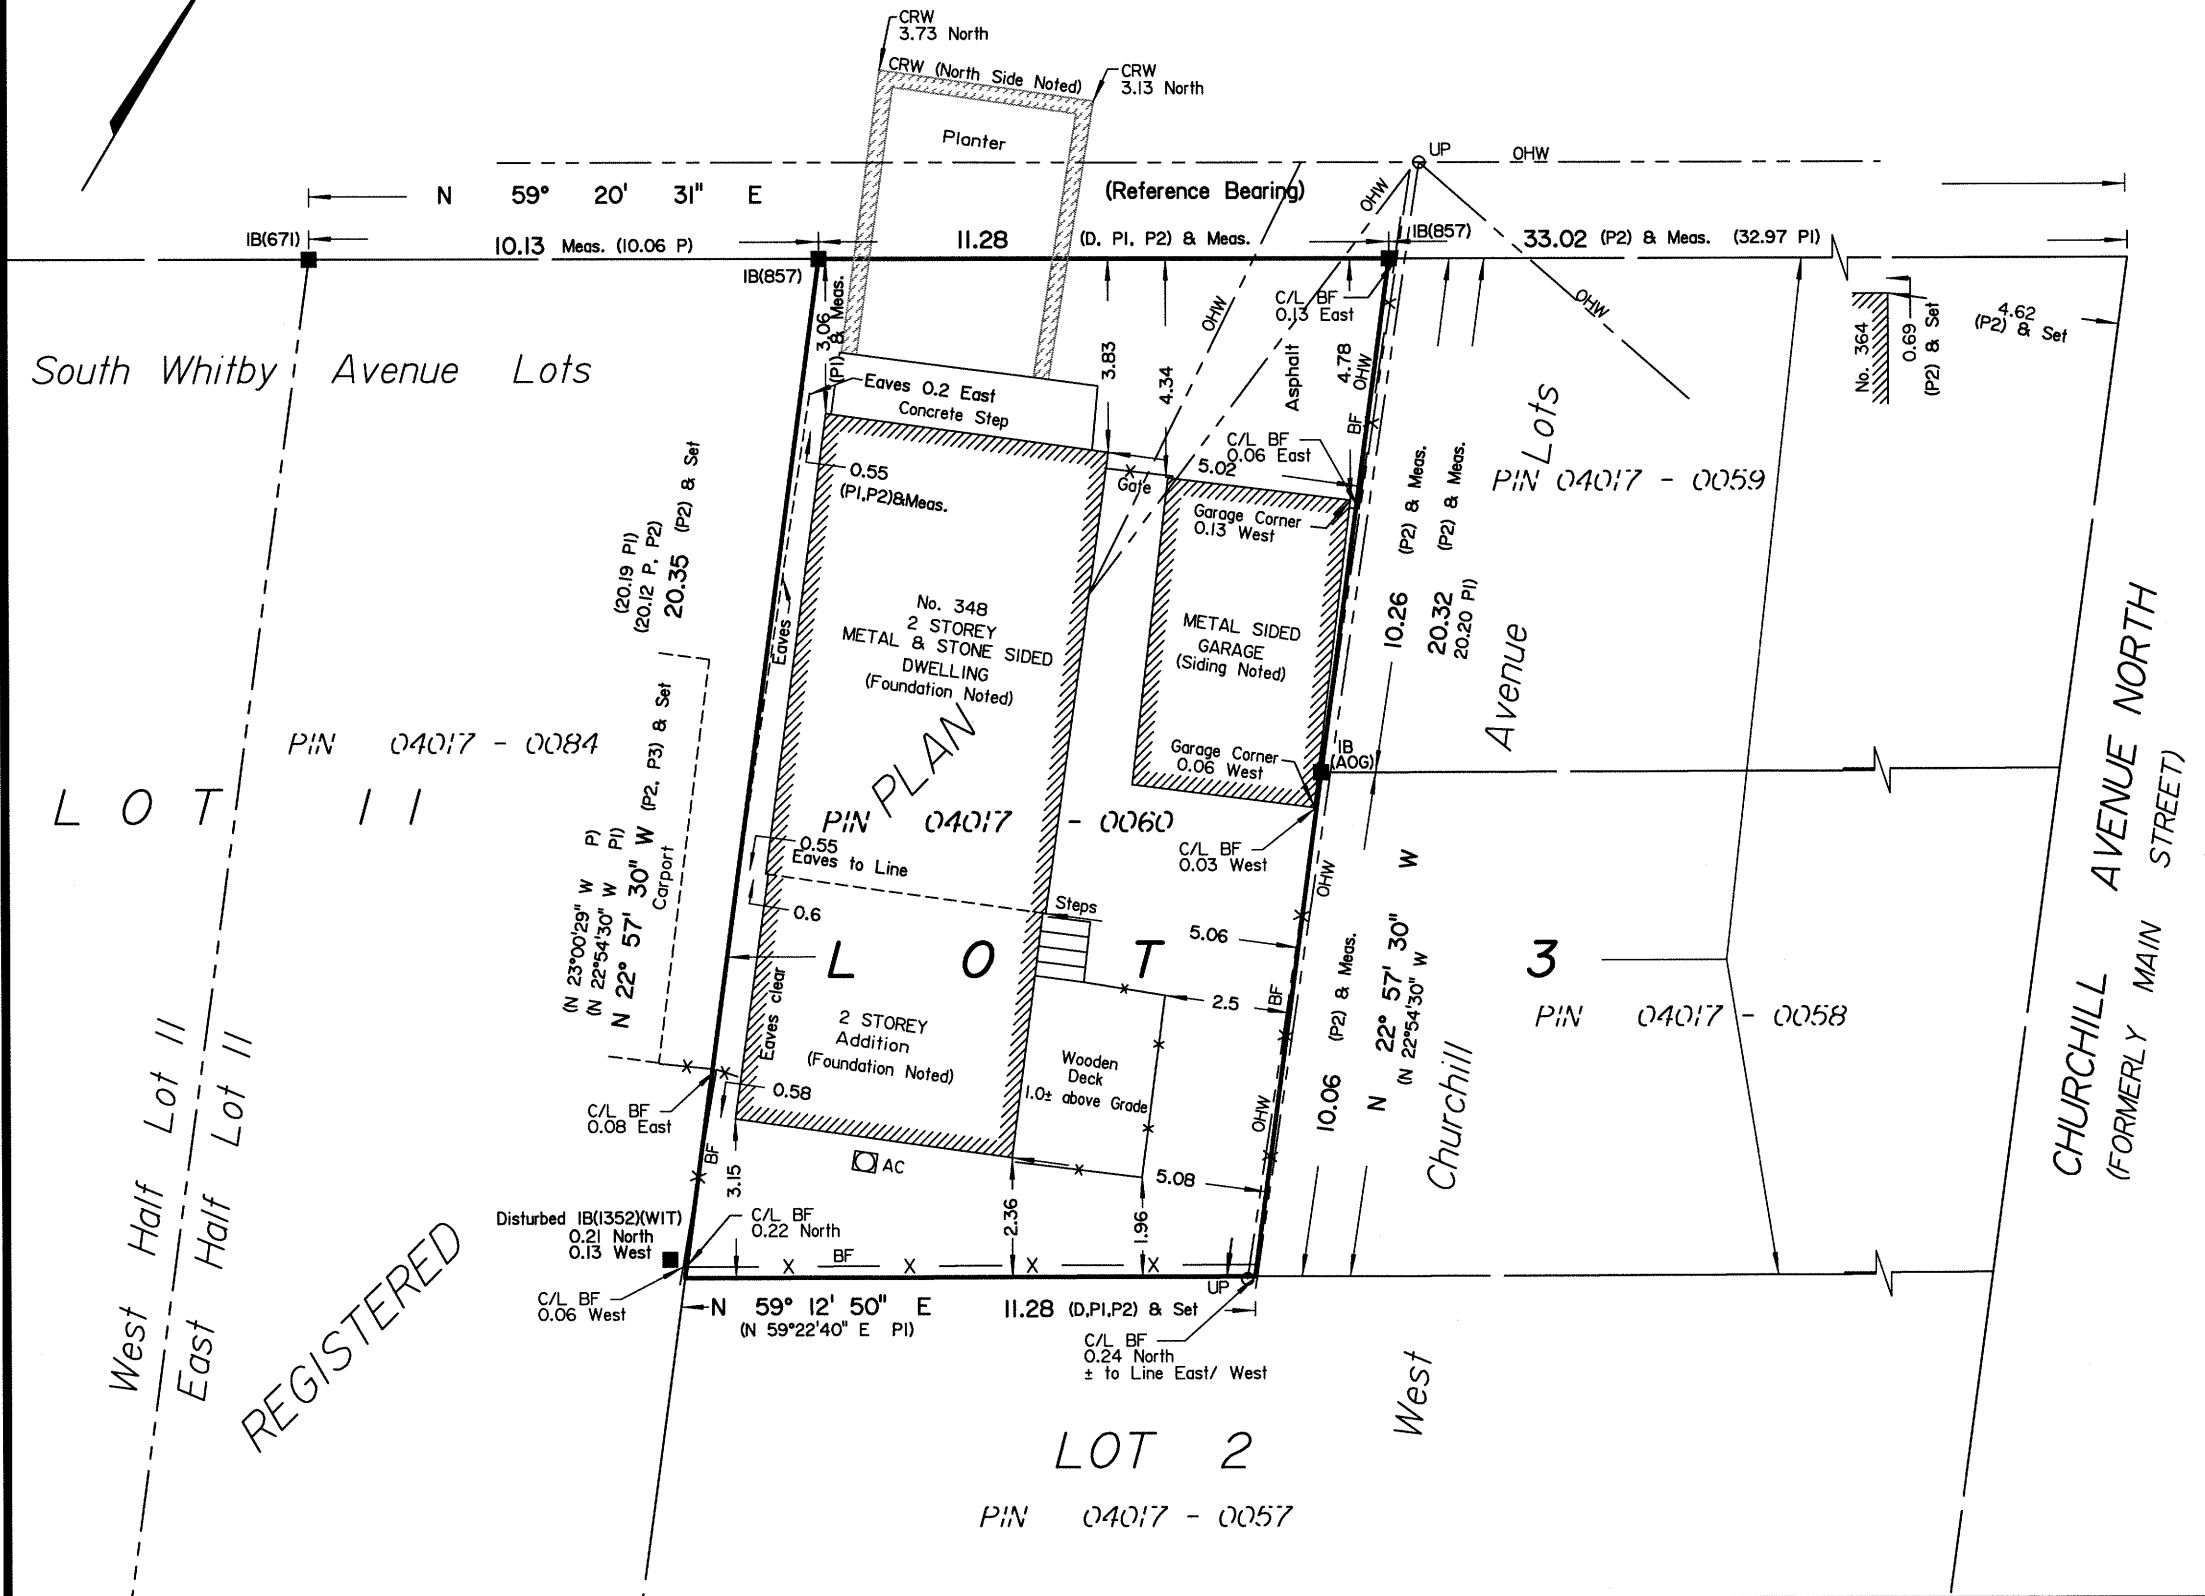 CRW
3.73 North
CRW (North Side Noted)
CRW
3.13 North
Planter
UP
OHW
N 59° 20' 31" E
(Reference Bearing)
OHW
IB(671)
10.13 Meas. (10.06 P)
11.28 (D, P1, P2) & Meas.
IB(857)
33.02 (P2) & Meas. (32.97 P1)
IB(857)
3.06
(P1) & Meas.
C/L BF
0.13 East
OHW
OHW
4.62
(P2) & Set
No. 364
0.69
(P2) & Set
South Whitby Avenue Lots
Eaves 0.2 East
Concrete Step
3.83
4.34
Asphalt
4.78
OHW
BF
Lots
C/L BF
0.06 East
5.02
Gate
0.55
(P1,P2)&Meas.
PIN 04017 - 0059
Garage Corner
0.13 West
(20.19 P1)
(20.12 P, P2)
20.35 (P2) & Set
10.26 (P2) & Meas.
20.32 (P2) & Meas.
20.20 P1)
Eaves
No. 348
2 STOREY
METAL & STONE SIDED
DWELLING
(Foundation Noted)
METAL SIDED
GARAGE
(Siding Noted)
Avenue
PIN 04017 - 0084
PLAN
Garage Corner
0.06 West
IB
(AOG)
LOT 11
PIN 04017 - 0060
(N 23°00'29" W P)
(N 22°54'30" W P1)
N 22° 57' 30" W (P2, P3) & Set
Carport
0.55
Eaves to Line
C/L BF
0.03 West
OHW
0.6
Steps
5.06
LOT 3
Eaves clear
2.5
BF
10.06 (P2) & Meas.
N 22° 57' 30" W
(N 22°54'30" W
PIN 04017 - 0058
2 STOREY
Addition
(Foundation Noted)
Wooden
Deck
1.0± above Grade
0.58
C/L BF
0.08 East
BF
OHW
Churchill
CHURCHILL AVENUE NORTH
(FORMERLY MAIN STREET)
AC
3.15
2.36
5.08
1.96
West Half Lot 11
East Half Lot 11
Disturbed IB(1352)(WIT)
0.21 North
0.13 West
C/L BF
0.22 North
BF
UP
C/L BF
0.06 West
N 59° 12' 50" E
(N 59°22'40" E P1)
11.28 (D,P1,P2) & Set
C/L BF
0.24 North
± to Line East/ West
REGISTERED
West
LOT 2
PIN 04017 - 0057